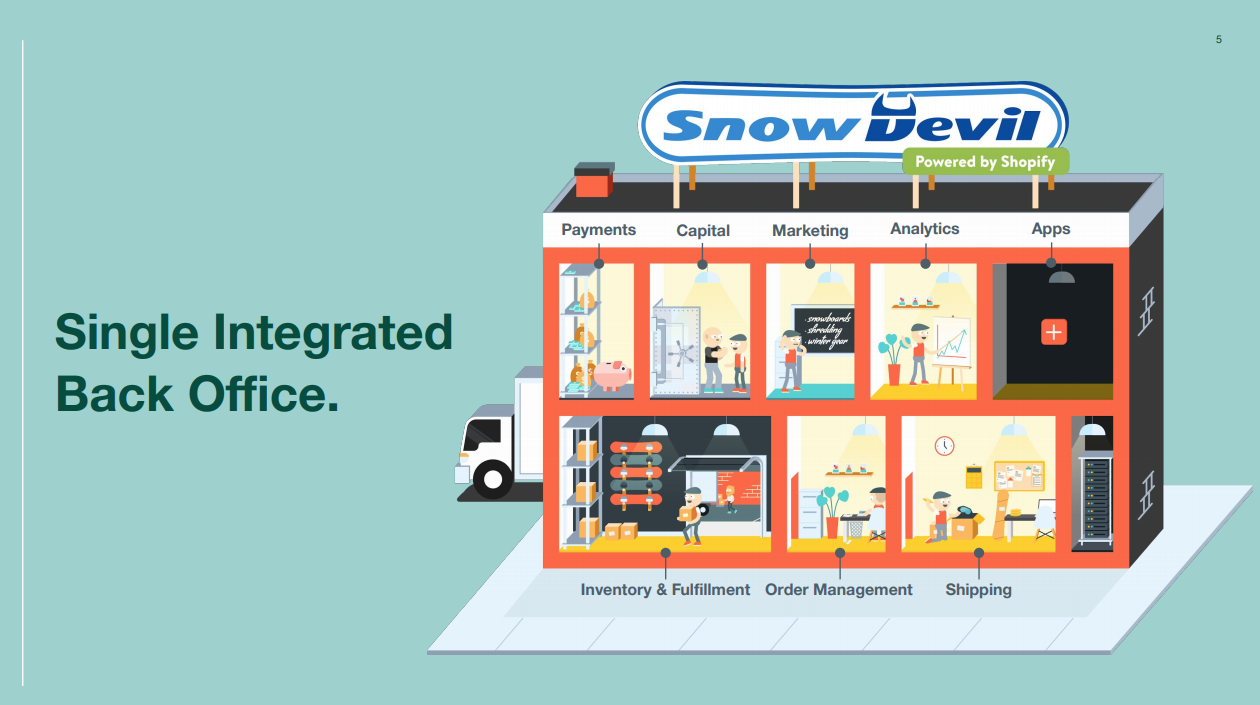 5
Snow Devil
Powered by Shopify
Payments
Capital
Marketing
Analytics
Apps
· snowboards
· shredding
· winter gear
Single Integrated
Back Office.
Inventory & Fulfillment
Order Management
Shipping